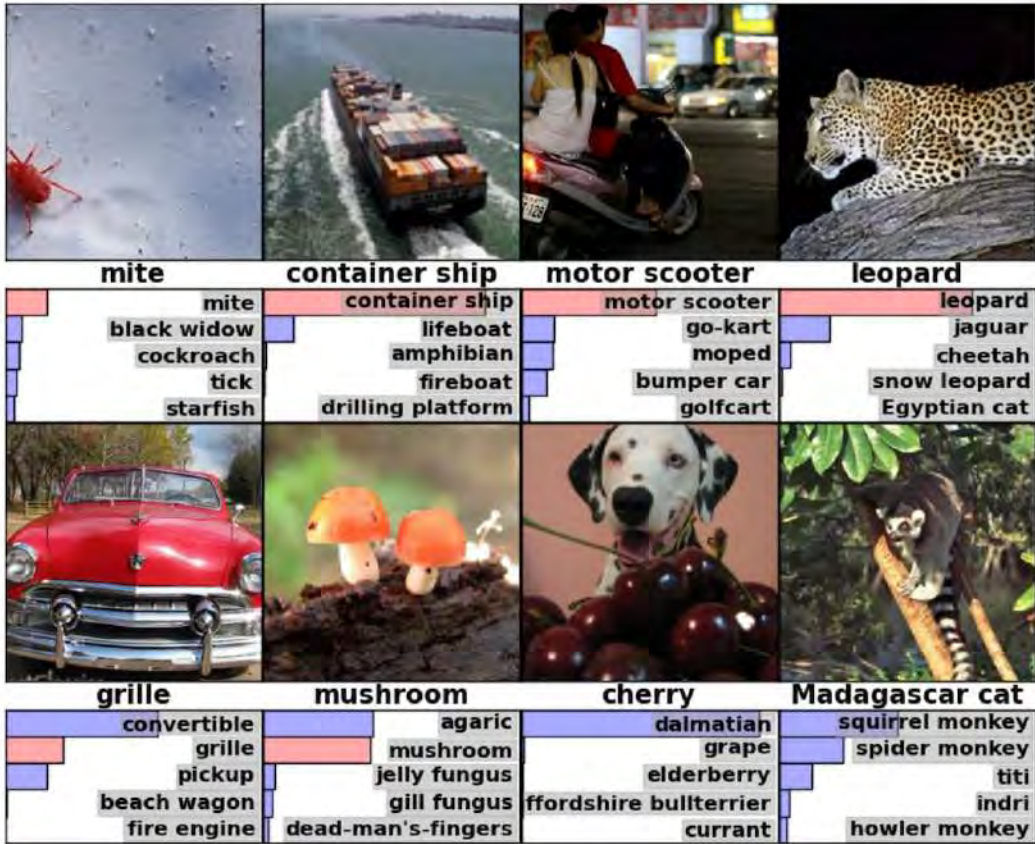 mite container ship motor scooter leopard
mite container ship motor scooter leopard
black widow lifeboat go-kart jaguar
cockroach amphibian moped cheetah
tick fireboat bumper car snow leopard
starfish drilling platform golfcart Egyptian cat
grille mushroom cherry Madagascar cat
convertible agaric dalmatian squirrel monkey
grille mushroom grape spider monkey
pickup jelly fungus elderberry titi
beach wagon gill fungus ffordshire bullterrier indri
fire engine dead-man's-fingers currant howler monkey